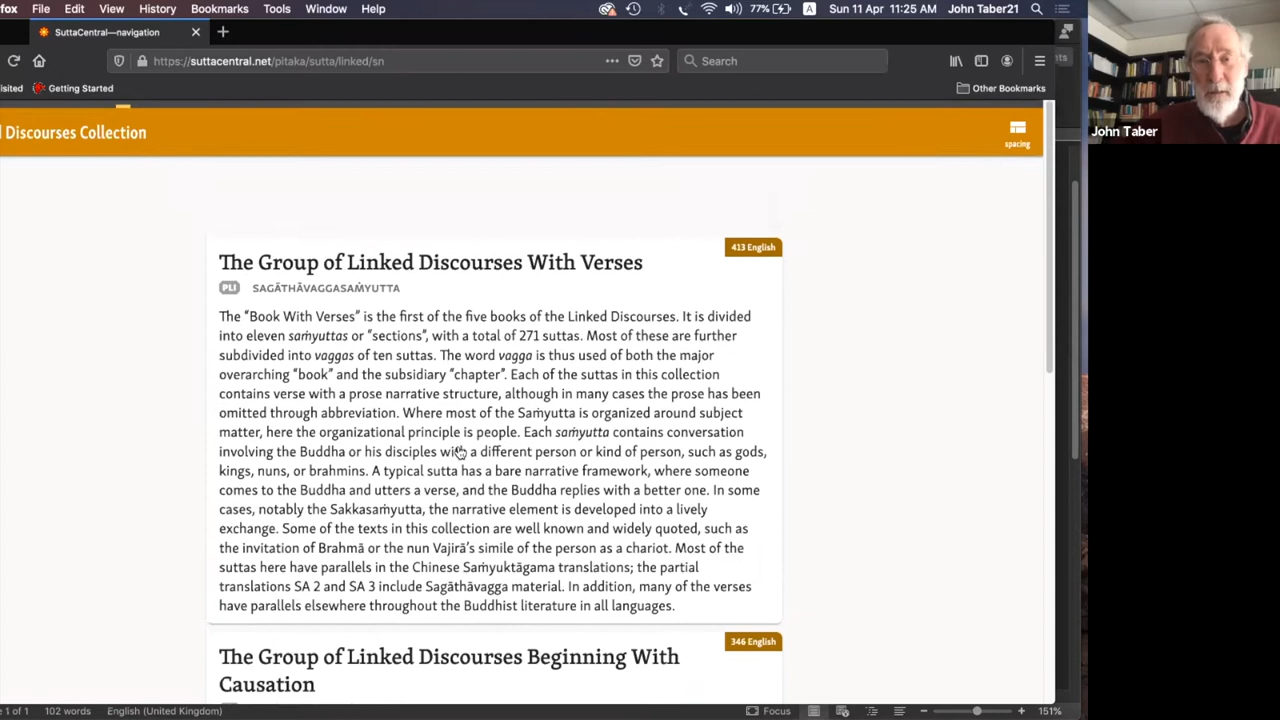 fox File Edit View History Bookmarks Tools Window Help 77% A Sun 11 Apr 11:25 AM John Taber21
SuttaCentral—navigation
https://suttacentral.net/pitaka/sutta/linked/sn Search
isited Getting Started Other Bookmarks
d Discourses Collection
spacing
John Taber
413 English
The Group of Linked Discourses With Verses
PLI SAGĀTHĀVAGGASAṀYUTTA
The “Book With Verses” is the first of the five books of the Linked Discourses. It is divided
into eleven saṁyuttas or “sections”, with a total of 271 suttas. Most of these are further
subdivided into vaggas of ten suttas. The word vagga is thus used of both the major
overarching “book” and the subsidiary “chapter”. Each of the suttas in this collection
contains verse with a prose narrative structure, although in many cases the prose has been
omitted through abbreviation. Where most of the Saṁyutta is organized around subject
matter, here the organizational principle is people. Each saṁyutta contains conversation
involving the Buddha or his disciples with a different person or kind of person, such as gods,
kings, nuns, or brahmins. A typical sutta has a bare narrative framework, where someone
comes to the Buddha and utters a verse, and the Buddha replies with a better one. In some
cases, notably the Sakkasaṁyutta, the narrative element is developed into a lively
exchange. Some of the texts in this collection are well known and widely quoted, such as
the invitation of Brahmā or the nun Vajirā’s simile of the person as a chariot. Most of the
suttas here have parallels in the Chinese Saṁyuktāgama translations; the partial
translations SA 2 and SA 3 include Sagāthāvagga material. In addition, many of the verses
have parallels elsewhere throughout the Buddhist literature in all languages.
346 English
The Group of Linked Discourses Beginning With
Causation
e 1 of 1 102 words English (United Kingdom) Focus 151%